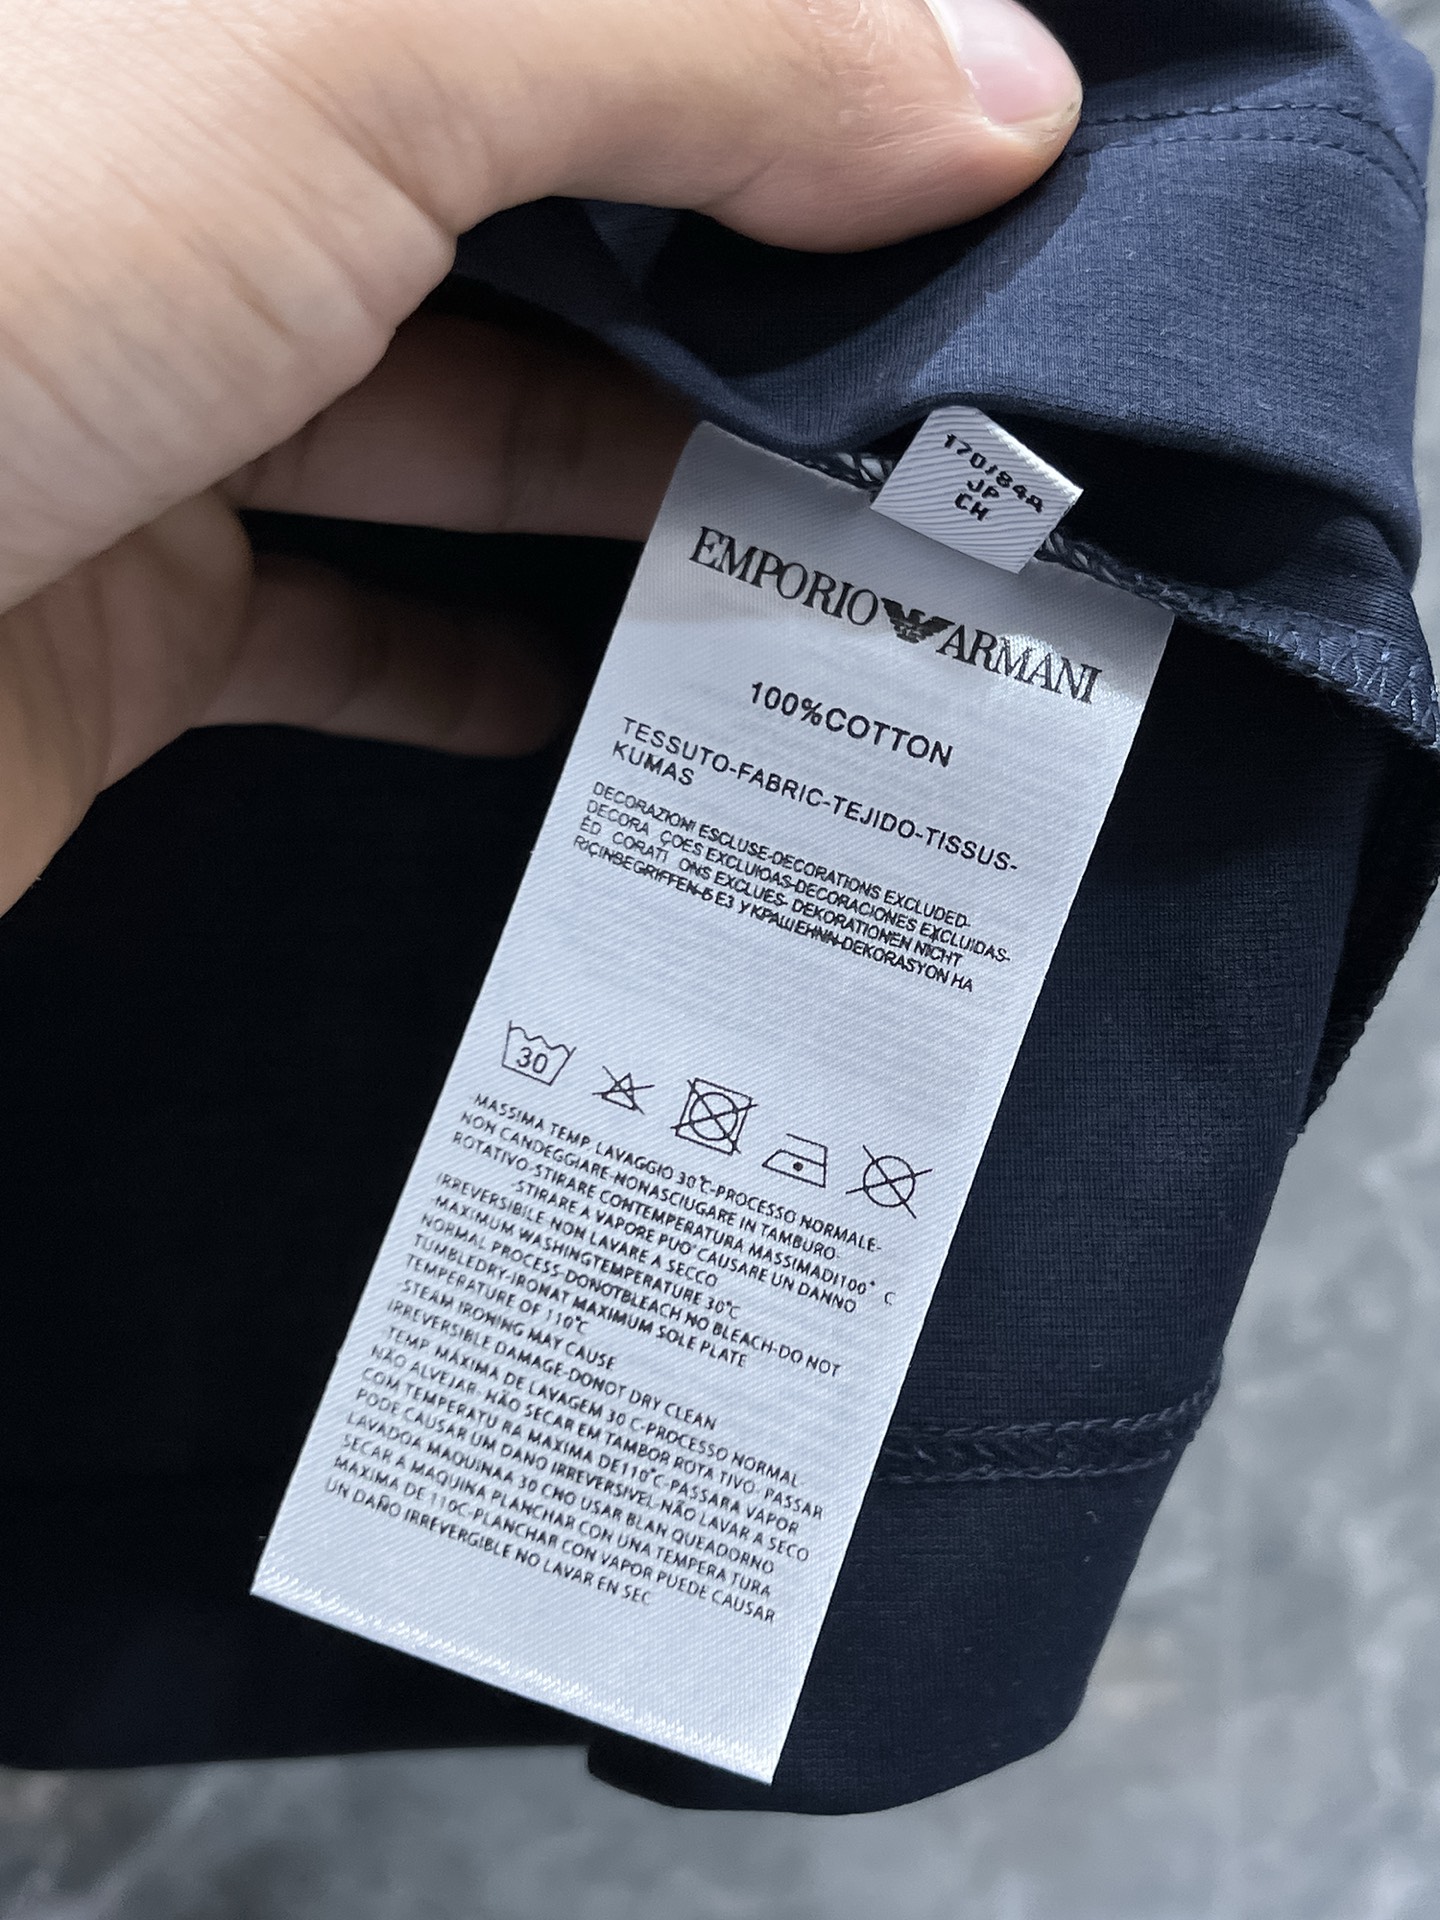 170/84A
JP
CH
EMPORIO ARMANI
100%COTTON
TESSUTO-FABRIC-TEJIDO-TISSUS-
KUMAS
DECORAZIONI ESCLUSE-DECORATIONS EXCLUDED-
DECORA ÇOES EXCLUIOAS-DECORACIONES EXCLUIDAS-
ÉD CORATI ONS EXCLUES- DEKORATIONEN NICHT
RIÇINBEGRIFFEN-Б ЕЗ УКРАШЕННN-DEKORASYON HA
30
-MASSIMA TEMP LAVAGGIO 30℃-PROCESSO NORMALE-
NON CANDEGGIARE-NONASCIUGARE IN TAMBURO
ROTATIVO-STIRARE CONTEMPERATURA MASSIMADI100° C
-STIRARE A VAPORE PUO' CAUSARE UN DANNO
IRREVERSIBILE NON LAVARE A SECCO
-MAXIMUM WASHINGTEMPERATURE 30℃
NORMAL PROCESS-DONOTBLEACH NO BLEACH-DO NOT
TUMBLEDRY-IRONAT MAXIMUM SOLE PLATE
TEMPERATURE OF 110℃
-STEAM IRONING MAY CAUSE
IRREVERSIBLE DAMAGE-DONOT DRY CLEAN
-TEMP MÁXIMA DE LAVAGEM 30 C-PROCESSO NORMAL-
NÃO ALVEJAR- NÃO SECAR EM TAMBOR ROTA TIVO- PASSAR
COM TEMPERATU RA MAXIMA DE110℃-PASSARA VAPOR
PODE CAUSAR UM DANO IRREVERSIVEL-NÃO LAVAR A SECO
LAVADOA MAQUINAA 30 CNO USAR BLAN QUEADORNO
SECAR A MAQUINA PLANCHAR CON UNA TEMPERA TURA
MAXIMA DE 110C-PLANCHAR CON VAPOR PUEDE CAUSAR
UN DAÑO IRREVERGIBLE NO LAVAR EN SEC